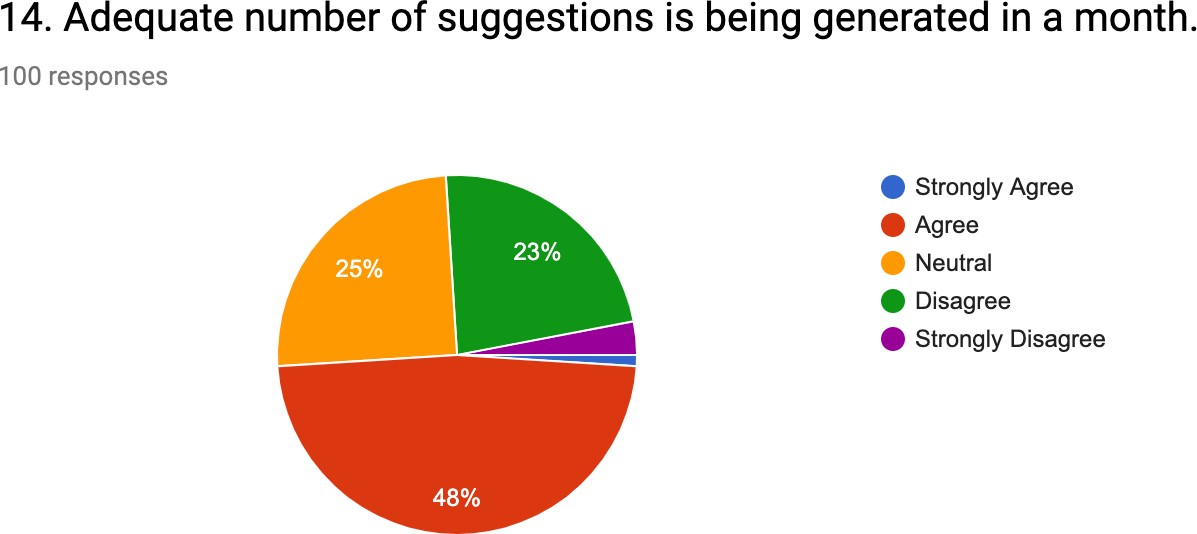 14. Adequate number of suggestions is being generated in a month.
100 responses
25%
23%
48%
Strongly Agree
Agree
Neutral
Disagree
Strongly Disagree